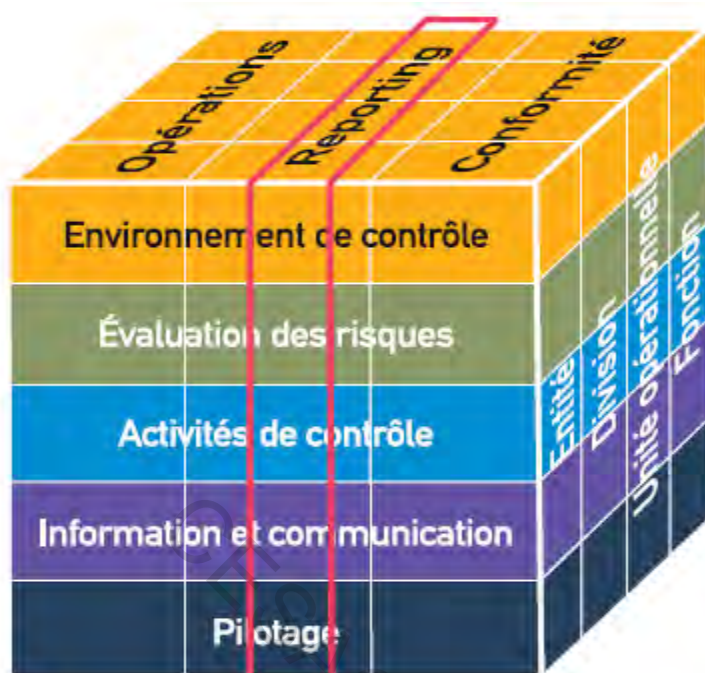 Opérations
Reporting
Conformité
Environnement de contrôle
Évaluation des risques
Activités de contrôle
Information et communication
Pilotage
Entité
Division
Unité opérationnelle
Fonction